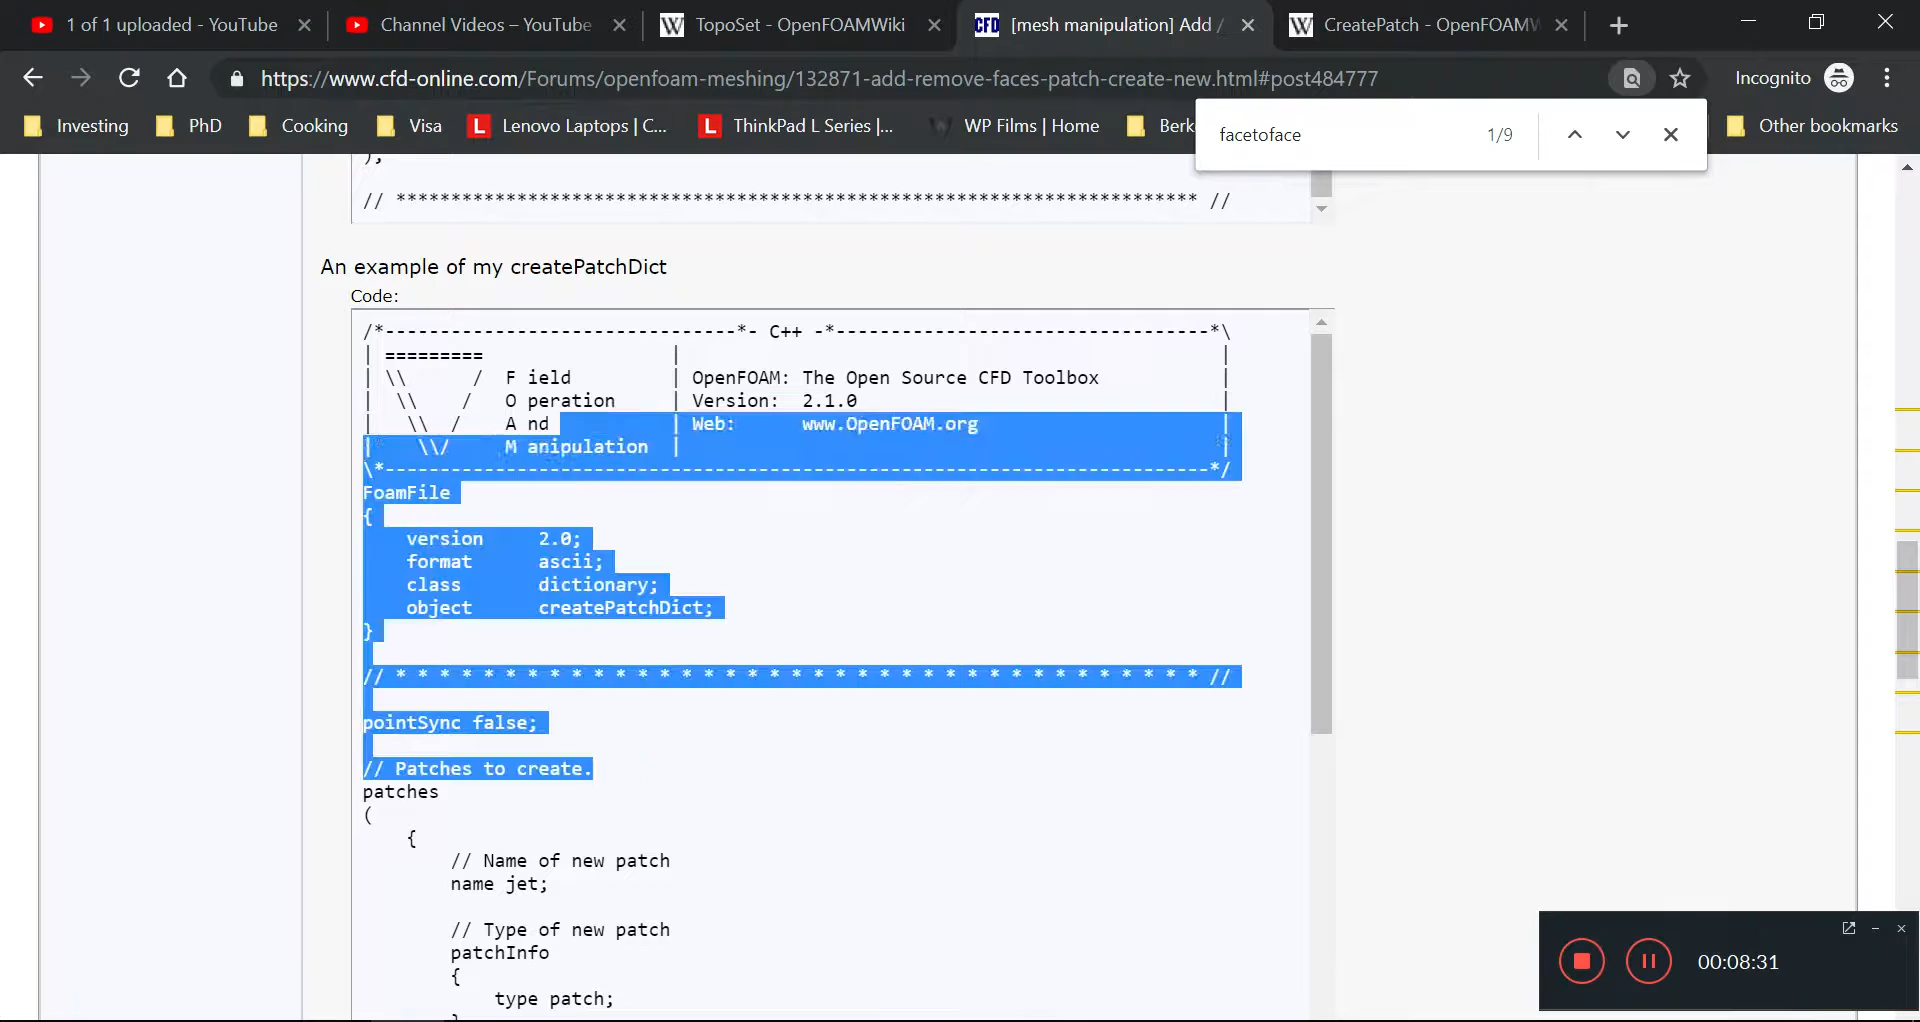 1 of 1 uploaded - YouTube
Channel Videos – YouTube
TopoSet - OpenFOAMWiki
CFD [mesh manipulation] Add /
CreatePatch - OpenFOAMW
https://www.cfd-online.com/Forums/openfoam-meshing/132871-add-remove-faces-patch-create-new.html#post484777
Incognito
Investing
PhD
Cooking
Visa
L Lenovo Laptops | C...
L ThinkPad L Series |...
WP Films | Home
Berk
Other bookmarks
facetoface
1/9
);
// ************************************************************************* //
An example of my createPatchDict
Code:
/*--------------------------------*- C++ -*----------------------------------*\
| =========                 |                                                 |
| \\      /  F ield         | OpenFOAM: The Open Source CFD Toolbox           |
|  \\    /   O peration     | Version:  2.1.0                                 |
|   \\  /    A nd           | Web:      www.OpenFOAM.org                      |
|    \\/     M anipulation  |                                                 |
\*---------------------------------------------------------------------------*/
FoamFile
{
    version     2.0;
    format      ascii;
    class       dictionary;
    object      createPatchDict;
}
// * * * * * * * * * * * * * * * * * * * * * * * * * * * * * * * * * * * * * //
pointSync false;
// Patches to create.
patches
(
    {
        // Name of new patch
        name jet;
        // Type of new patch
        patchInfo
        {
            type patch;
        }
00:08:31